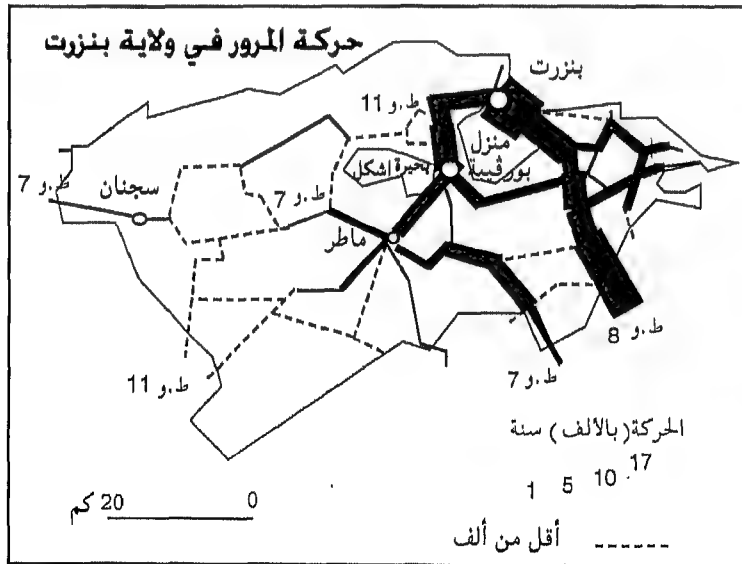 حركة المرور في ولاية بنزرت
بنزرت
ط.و 11
منزل
بورقيبة
بحيرة اشكل
سجنان
ط.و 7
ط.و 7
ماطر
ط.و 8
ط.و 7
ط.و 11
الحركة (بالألف) سنة
1 5 10 17
0 20 كم
أقل من ألف